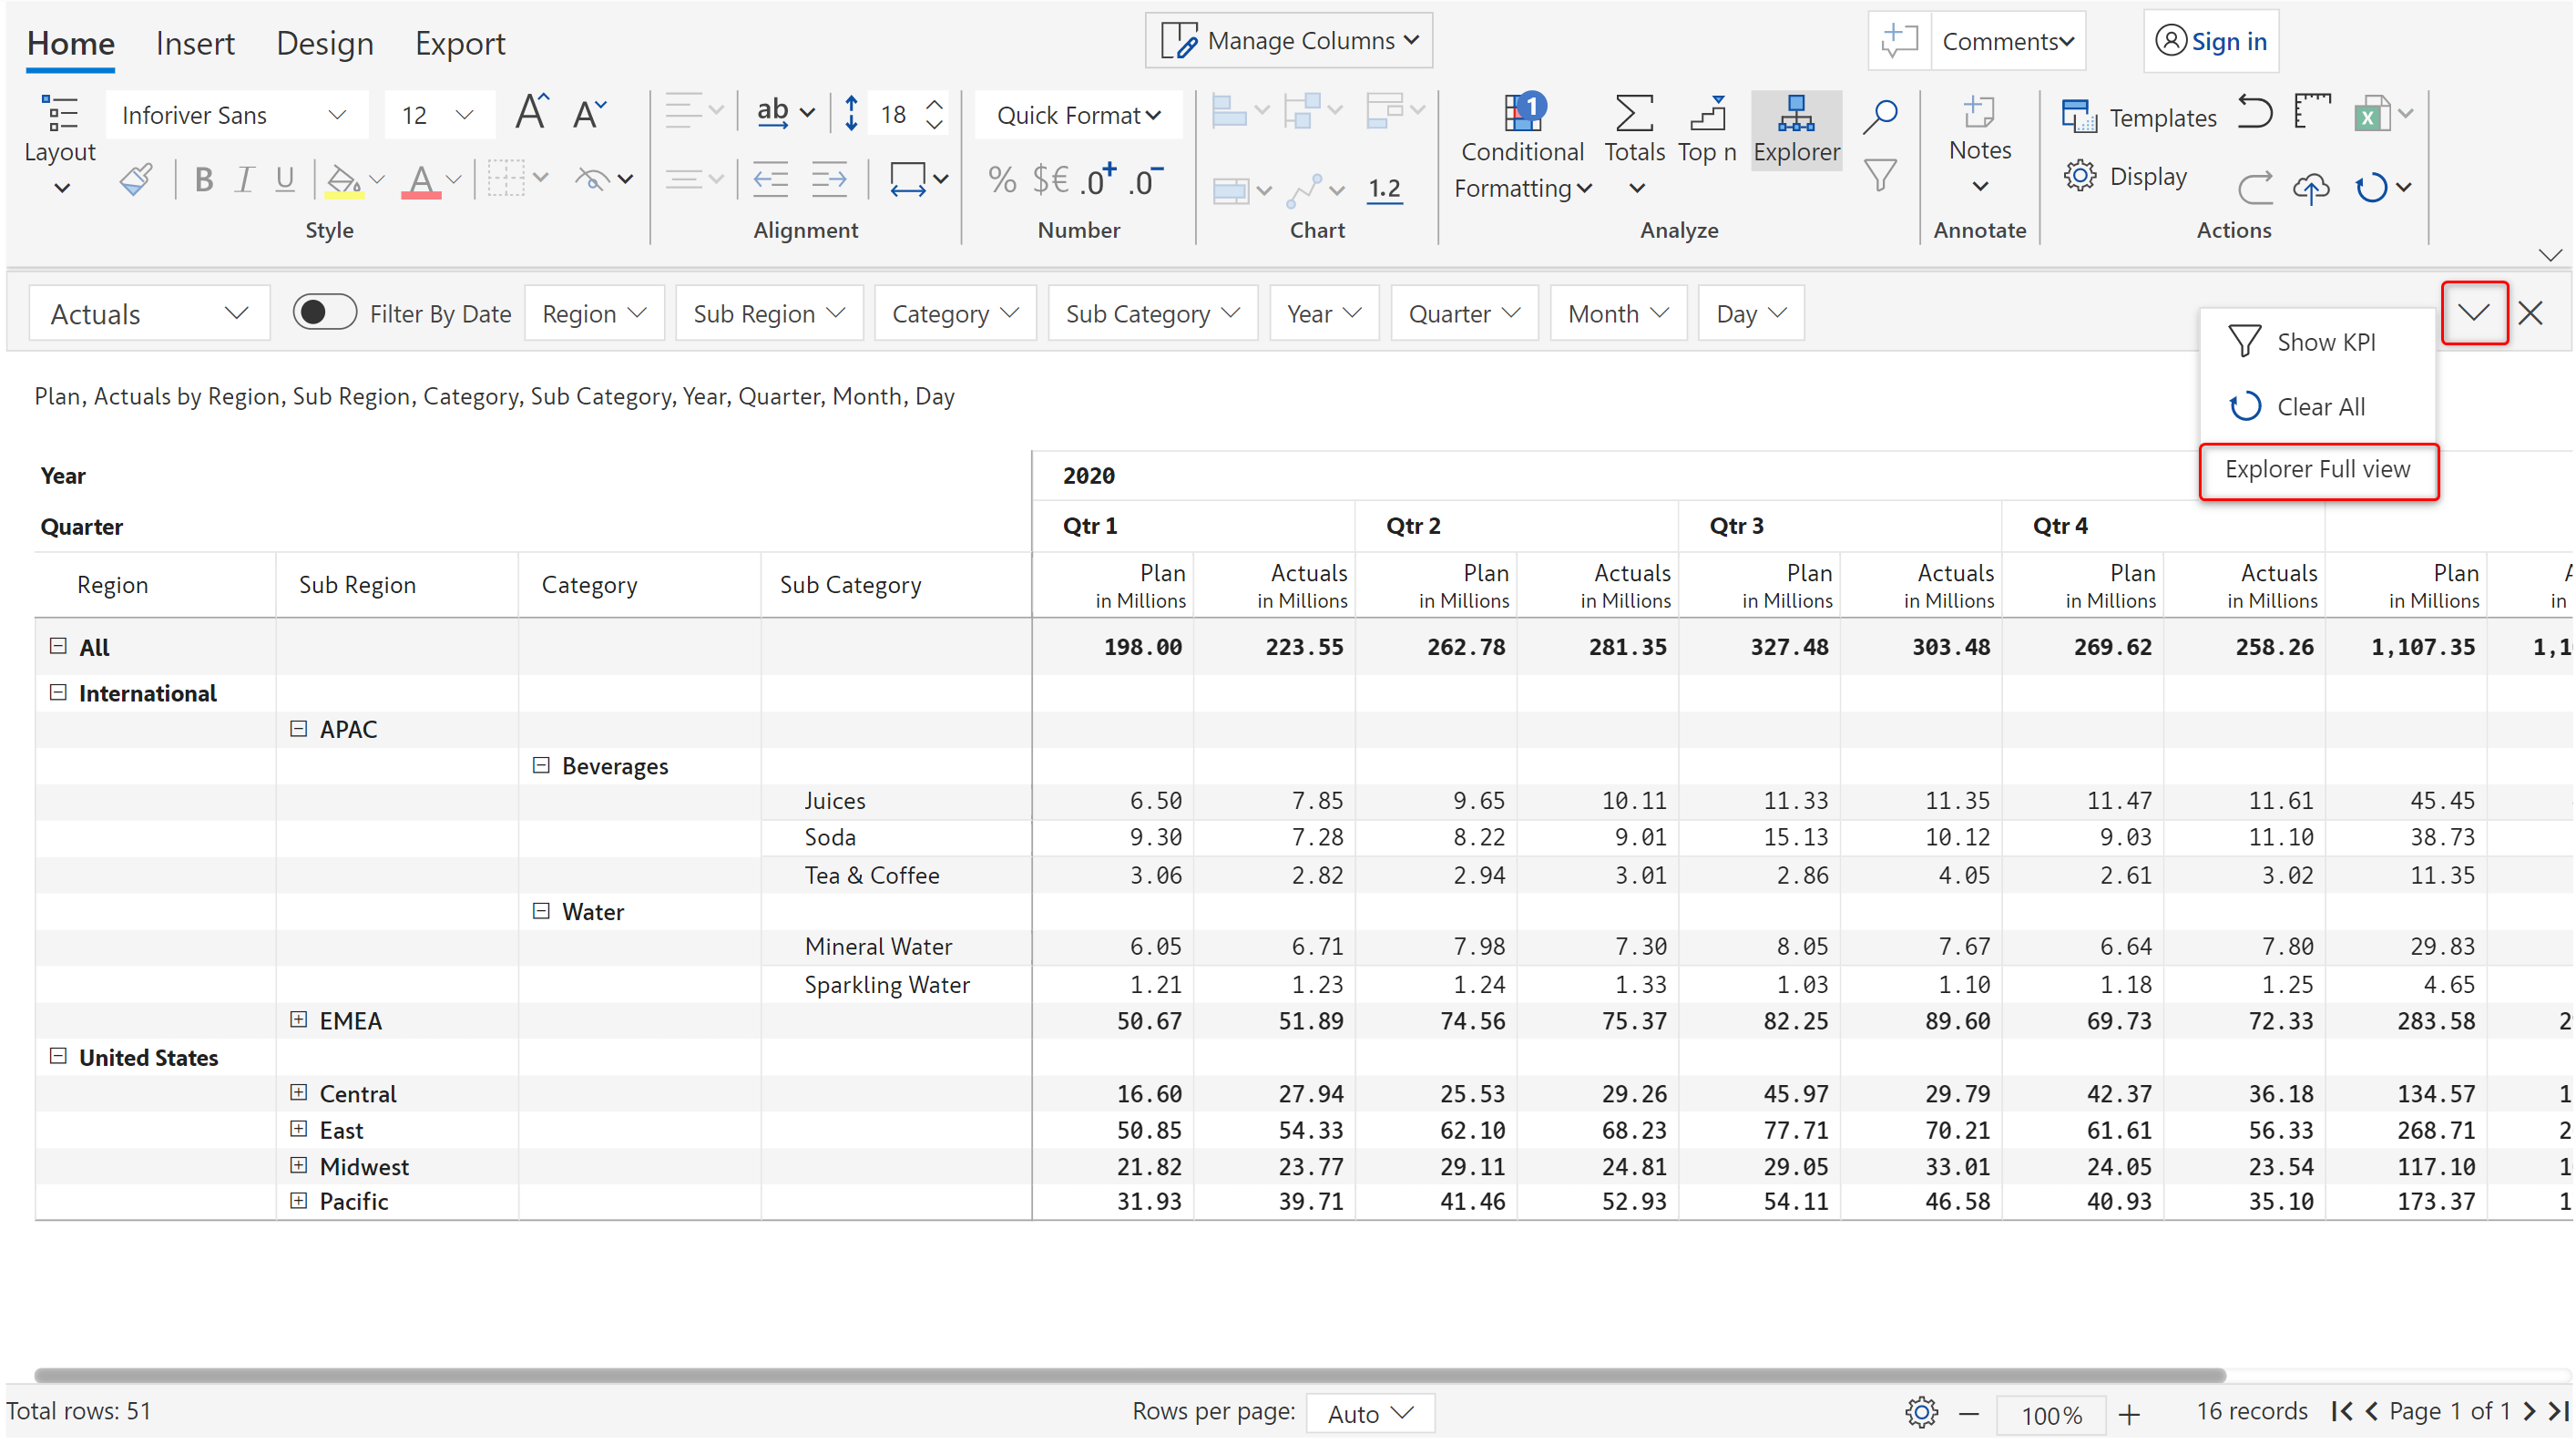 Home Insert Design Export Manage Columns Comments Sign in
Inforiver Sans 12 A A ab 18 Quick Format 1 Templates
Layout Conditional Totals Top n Explorer Notes
B I U A % $€ .0+ .0- 1.2 Formatting Display
Style Alignment Number Chart Analyze Annotate Actions
Actuals Filter By Date Region Sub Region Category Sub Category Year Quarter Month Day
Show KPI
Clear All
Explorer Full view
Plan, Actuals by Region, Sub Region, Category, Sub Category, Year, Quarter, Month, Day
Year 2020
Quarter Qtr 1 Qtr 2 Qtr 3 Qtr 4
Region Sub Region Category Sub Category Plan Actuals Plan Actuals Plan Actuals Plan Actuals Plan
in Millions in Millions in Millions in Millions in Millions in Millions in Millions in Millions in Millions in
All 198.00 223.55 262.78 281.35 327.48 303.48 269.62 258.26 1,107.35 1,1
International
APAC
Beverages
Juices 6.50 7.85 9.65 10.11 11.33 11.35 11.47 11.61 45.45
Soda 9.30 7.28 8.22 9.01 15.13 10.12 9.03 11.10 38.73
Tea & Coffee 3.06 2.82 2.94 3.01 2.86 4.05 2.61 3.02 11.35
Water
Mineral Water 6.05 6.71 7.98 7.30 8.05 7.67 6.64 7.80 29.83
Sparkling Water 1.21 1.23 1.24 1.33 1.03 1.10 1.18 1.25 4.65
EMEA 50.67 51.89 74.56 75.37 82.25 89.60 69.73 72.33 283.58 2
United States
Central 16.60 27.94 25.53 29.26 45.97 29.79 42.37 36.18 134.57 1
East 50.85 54.33 62.10 68.23 77.71 70.21 61.61 56.33 268.71 2
Midwest 21.82 23.77 29.11 24.81 29.05 33.01 24.05 23.54 117.10 1
Pacific 31.93 39.71 41.46 52.93 54.11 46.58 40.93 35.10 173.37 1
Total rows: 51 Rows per page: Auto 100% 16 records Page 1 of 1